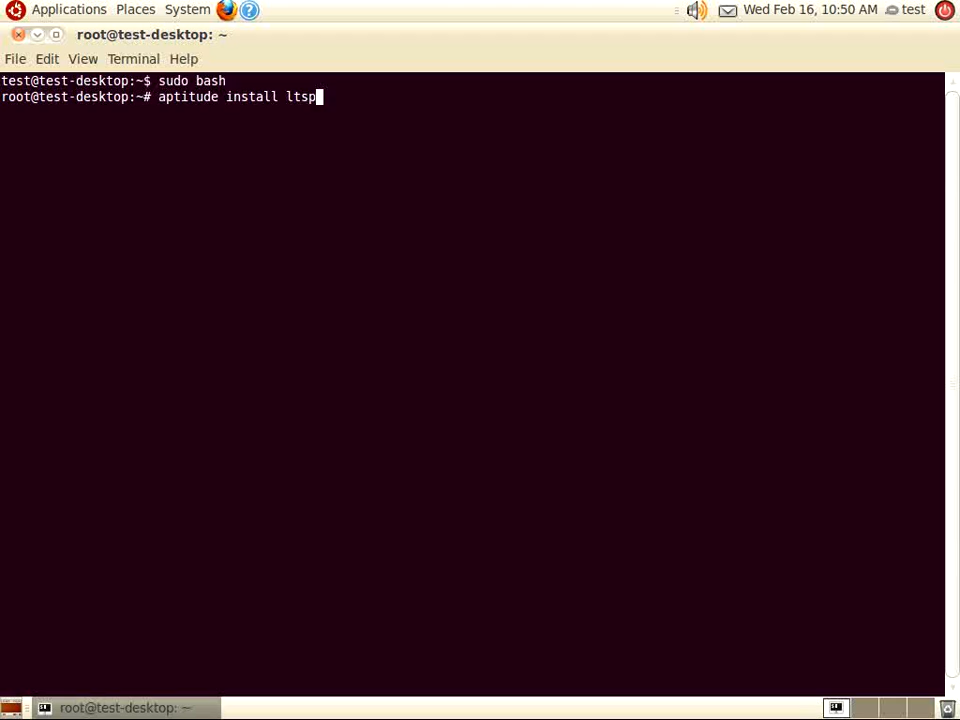 Applications Places System Wed Feb 16, 10:50 AM test
root@test-desktop: ~
File Edit View Terminal Help
test@test-desktop:~$ sudo bash
root@test-desktop:~# aptitude install ltsp
root@test-desktop: ~